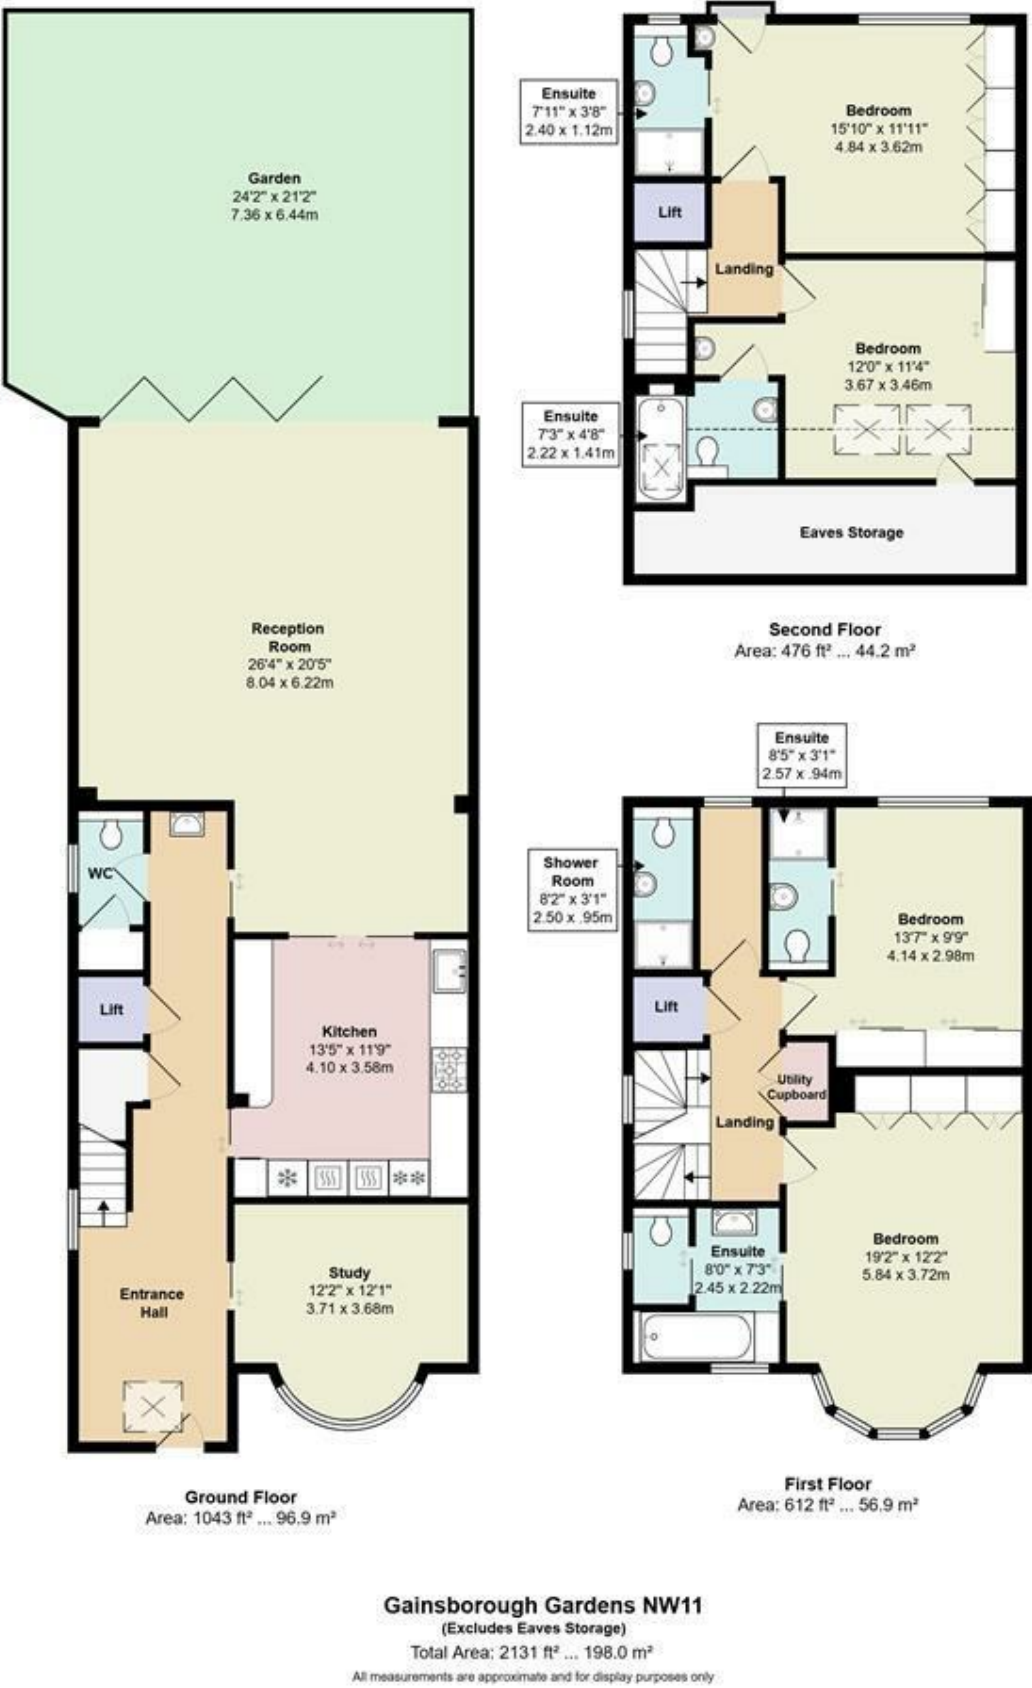 Garden
24'2" x 21'2"
7.36 x 6.44m
Reception
Room
26'4" x 20'5"
8.04 x 6.22m
WC
Lift
Kitchen
13'5" x 11'9"
4.10 x 3.58m
Study
12'2" x 12'1"
3.71 x 3.68m
Entrance
Hall
Ground Floor
Area: 1043 ft² ... 96.9 m²
Ensuite
7'11" x 3'8"
2.40 x 1.12m
Bedroom
15'10" x 11'11"
4.84 x 3.62m
Lift
Landing
Bedroom
12'0" x 11'4"
3.67 x 3.46m
Ensuite
7'3" x 4'8"
2.22 x 1.41m
Eaves Storage
Second Floor
Area: 476 ft² ... 44.2 m²
Ensuite
8'5" x 3'1"
2.57 x .94m
Shower
Room
8'2" x 3'1"
2.50 x .95m
Bedroom
13'7" x 9'9"
4.14 x 2.98m
Lift
Utility
Cupboard
Landing
Bedroom
19'2" x 12'2"
5.84 x 3.72m
Ensuite
8'0" x 7'3"
2.45 x 2.22m
First Floor
Area: 612 ft² ... 56.9 m²
Gainsborough Gardens NW11
(Excludes Eaves Storage)
Total Area: 2131 ft² ... 198.0 m²
All measurements are approximate and for display purposes only